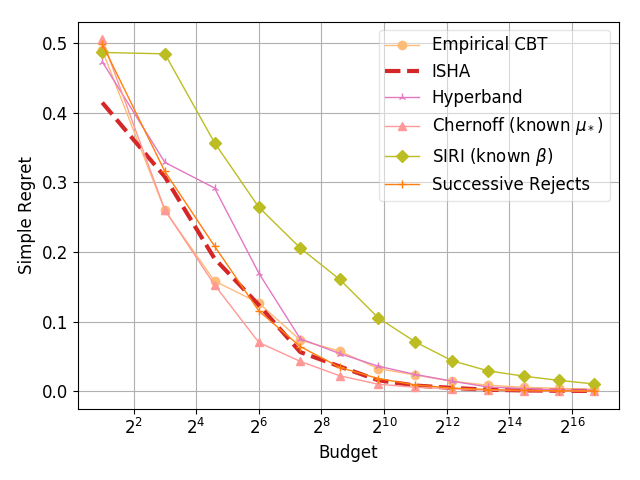 Empirical CBT
ISHA
Hyperband
Chernoff (known μ*)
SIRI (known β)
Successive Rejects
Simple Regret
0.5
0.4
0.3
0.2
0.1
0.0
2^2 2^4 2^6 2^8 2^10 2^12 2^14 2^16
Budget